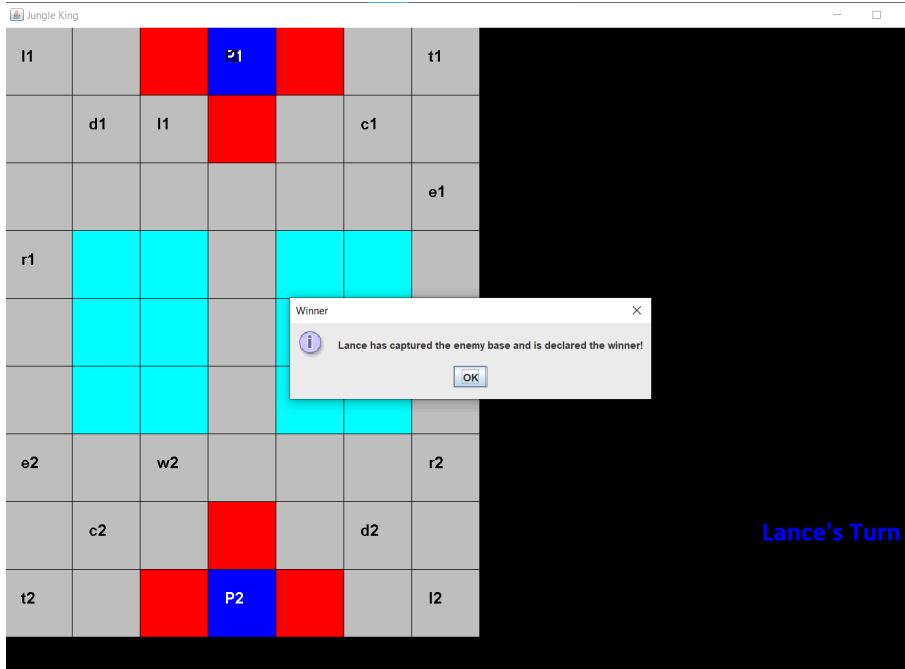 Jungle King
l1 t1
d1 l1 c1
e1
r1
Winner
Lance has captured the enemy base and is declared the winner!
OK
e2 w2 r2
c2 d2
Lance's Turn
t2 P2 l2